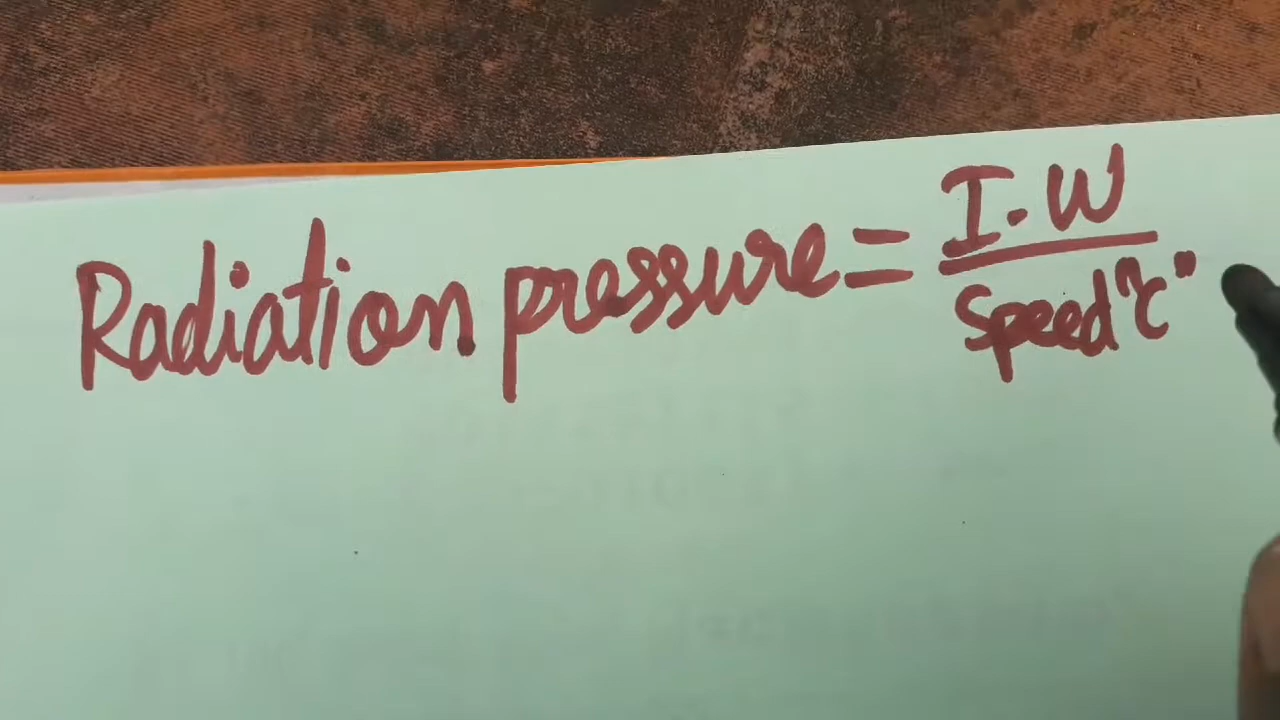 Radiation pressure = I.W
Speed "c"